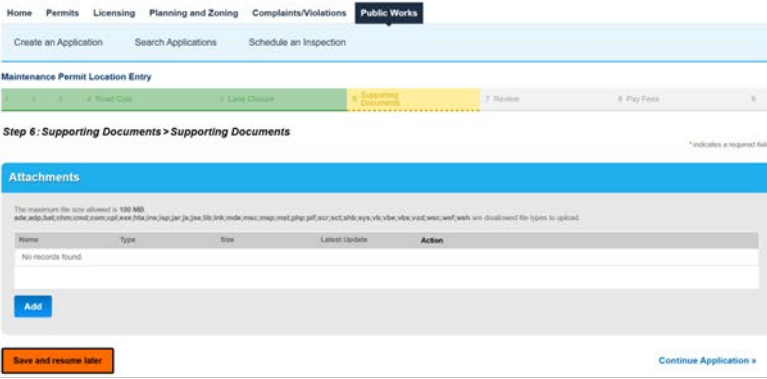 Home Permits Licensing Planning and Zoning Complaints/Violations Public Works
Create an Application Search Applications Schedule an Inspection
Maintenance Permit Location Entry
1 2 3 4 Road Cuts 5 Lane Closure 6 Supporting Documents 7 Review 8 Pay Fees 9
Step 6: Supporting Documents > Supporting Documents
*indicates a required field
Attachments
The maximum file size allowed is 100 MB.
ade;adp;bat;chm;cmd;com;cpl;exe;hta;ins;isp;jar;js;jse;lib;lnk;mde;msc;msp;mst;php;pif;scr;sct;shb;sys;vb;vbe;vbs;vxd;wsc;wsf;wsh are disallowed file types to upload.
Name Type Size Latest Update Action
No records found.
Add
Save and resume later
Continue Application »